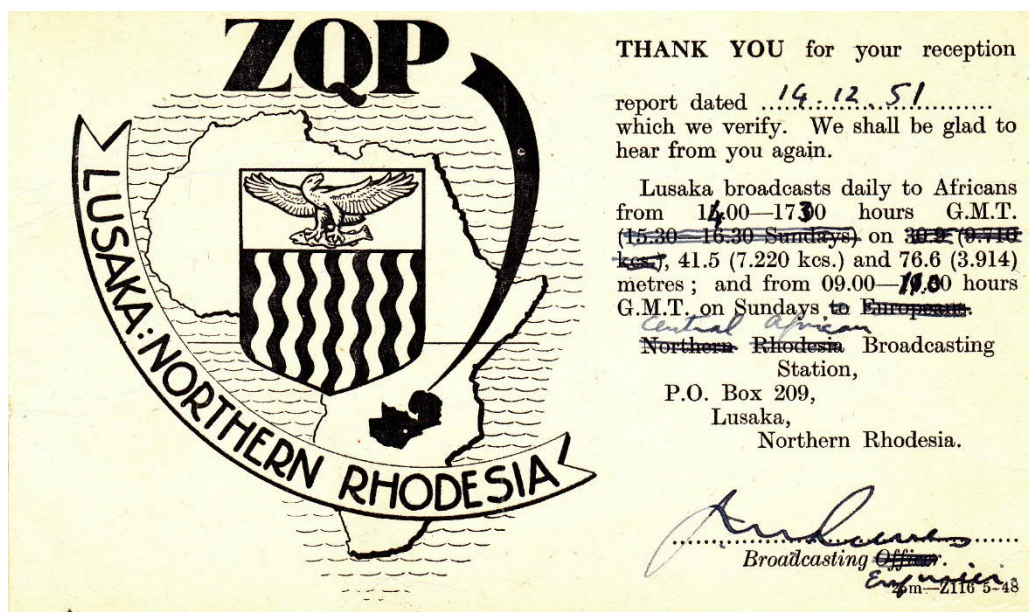 ZQP
LUSAKA: NORTHERN RHODESIA
THANK YOU for your reception
report dated 14.12.51
which we verify. We shall be glad to
hear from you again.
Lusaka broadcasts daily to Africans
from 14.00—17.30 hours G.M.T.
(15.30—16.30 Sundays) on 30.9 (9.710
kcs.), 41.5 (7.220 kcs.) and 76.6 (3.914)
metres; and from 09.00— hours
G.M.T. on Sundays to Europeans.
Central African
Northern Rhodesia Broadcasting
Station,
P.O. Box 209,
Lusaka,
Northern Rhodesia.
Broadcasting Officer.
Engineer.
m—Z116 5-48